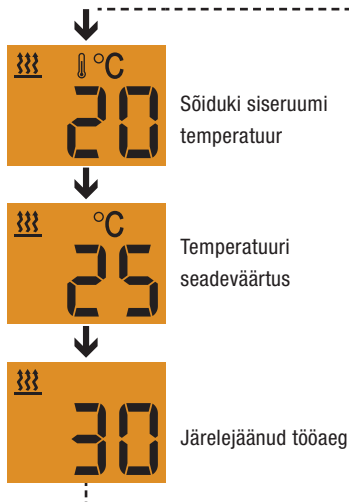 °C
20
Sõiduki siseruumi
temperatuur
°C
25
Temperatuuri
seadeväärtus
30
Järelejäänud tööaeg